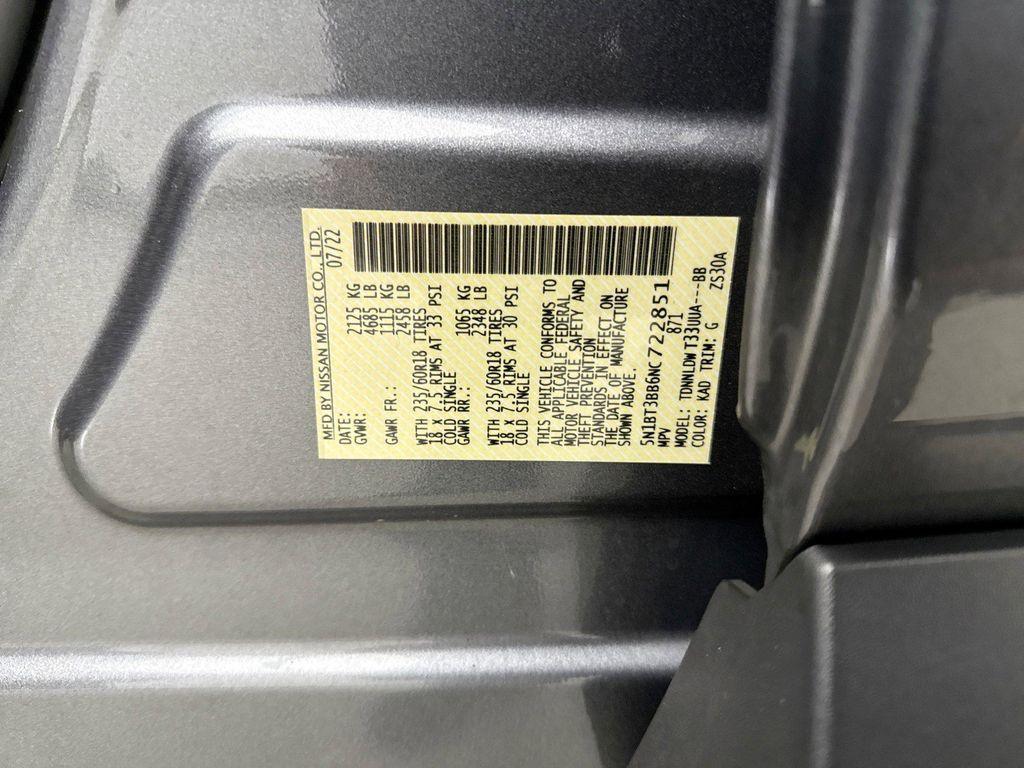 MFD BY NISSAN MOTOR CO., LTD.
DATE: 07/22
GVWR: 2125 KG
4685 LB
GAWR FR.: 1115 KG
2458 LB
WITH 235/60R18 TIRES
18 X 7.5 RIMS AT 33 PSI
COLD SINGLE
GAWR RR.: 1065 KG
2348 LB
WITH 235/60R18 TIRES
18 X 7.5 RIMS AT 30 PSI
COLD SINGLE
THIS VEHICLE CONFORMS TO
ALL APPLICABLE FEDERAL
MOTOR VEHICLE SAFETY AND
THEFT PREVENTION
STANDARDS IN EFFECT ON
THE DATE OF MANUFACTURE
SHOWN ABOVE.
5N1BT3BB6NC722851
MPV 871
MODEL: TDNNLDW T33UUA---BB
COLOR: KAD TRIM: G ZS30A